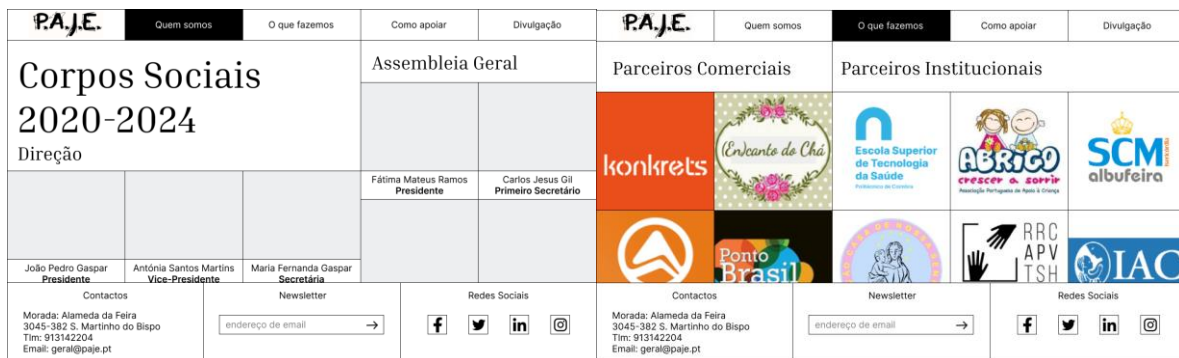 P.A.J.E.
Quem somos
O que fazemos
Como apoiar
Divulgação
Corpos Sociais
2020-2024
Direção
Assembleia Geral
Fátima Mateus Ramos
Presidente
Carlos Jesus Gil
Primeiro Secretário
João Pedro Gaspar
Presidente
Antónia Santos Martins
Vice-Presidente
Maria Fernanda Gaspar
Secretária
Contactos
Morada: Alameda da Feira
3045-382 S. Martinho do Bispo
Tlm: 913142204
Email: geral@paje.pt
Newsletter
endereço de email
Redes Sociais
P.A.J.E.
Quem somos
O que fazemos
Como apoiar
Divulgação
Parceiros Comerciais
Parceiros Institucionais
konkrets
(En)canto do Chá
Escola Superior
de Tecnologia
da Saúde
Politécnico de Coimbra
ABRIGO
crescer a sorrir
Associação Portuguesa de Apoio à Criança
SCM
albufeira
Ponto
Brasil
RRC
APV
TSH
IAC
Contactos
Morada: Alameda da Feira
3045-382 S. Martinho do Bispo
Tlm: 913142204
Email: geral@paje.pt
Newsletter
endereço de email
Redes Sociais